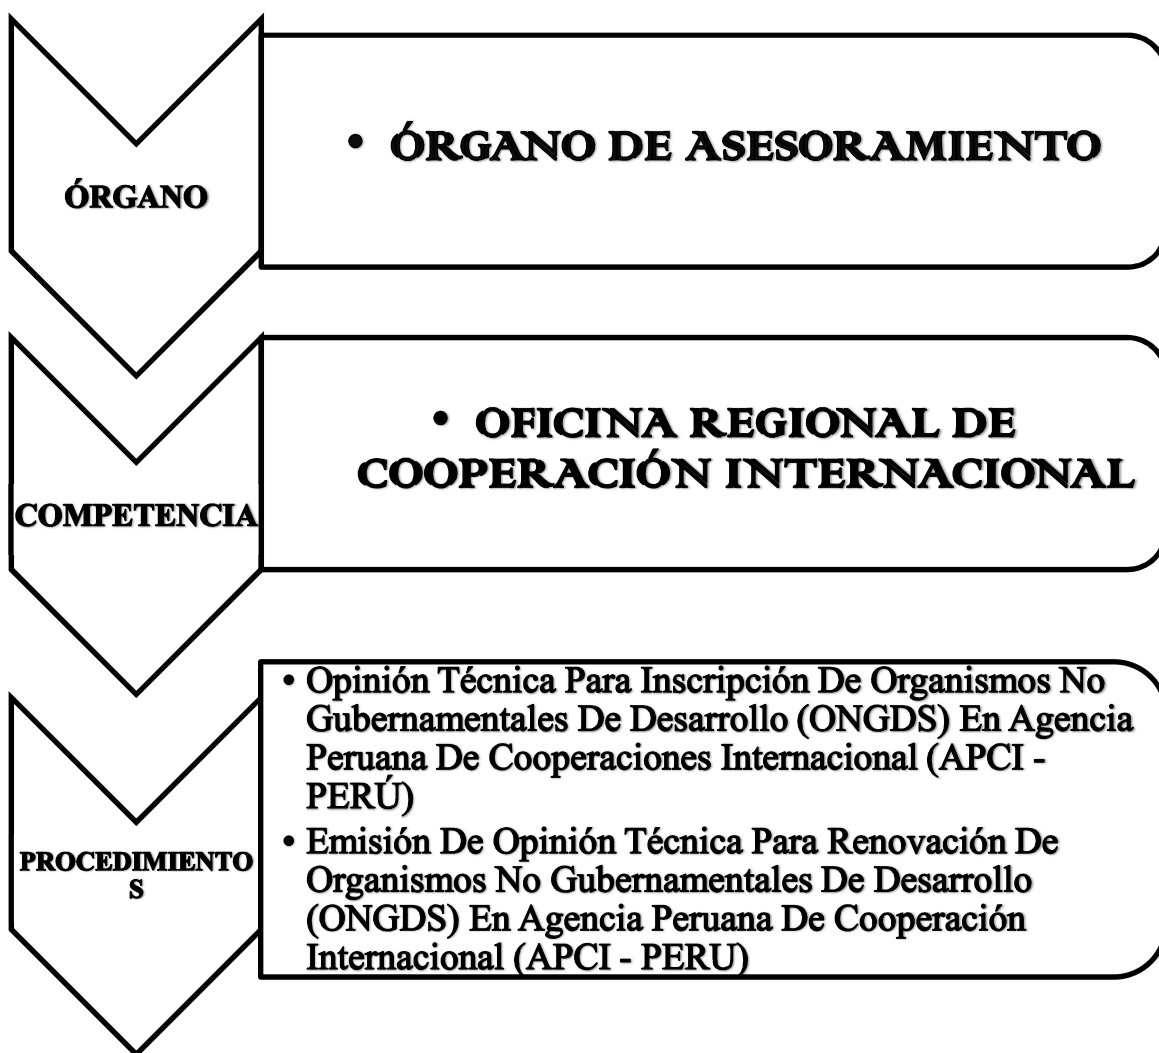 ÓRGANO
• ÓRGANO DE ASESORAMIENTO
COMPETENCIA
• OFICINA REGIONAL DE
COOPERACIÓN INTERNACIONAL
PROCEDIMIENTO
S
• Opinión Técnica Para Inscripción De Organismos No
Gubernamentales De Desarrollo (ONGDS) En Agencia
Peruana De Cooperaciones Internacional (APCI -
PERÚ)
• Emisión De Opinión Técnica Para Renovación De
Organismos No Gubernamentales De Desarrollo
(ONGDS) En Agencia Peruana De Cooperación
Internacional (APCI - PERU)